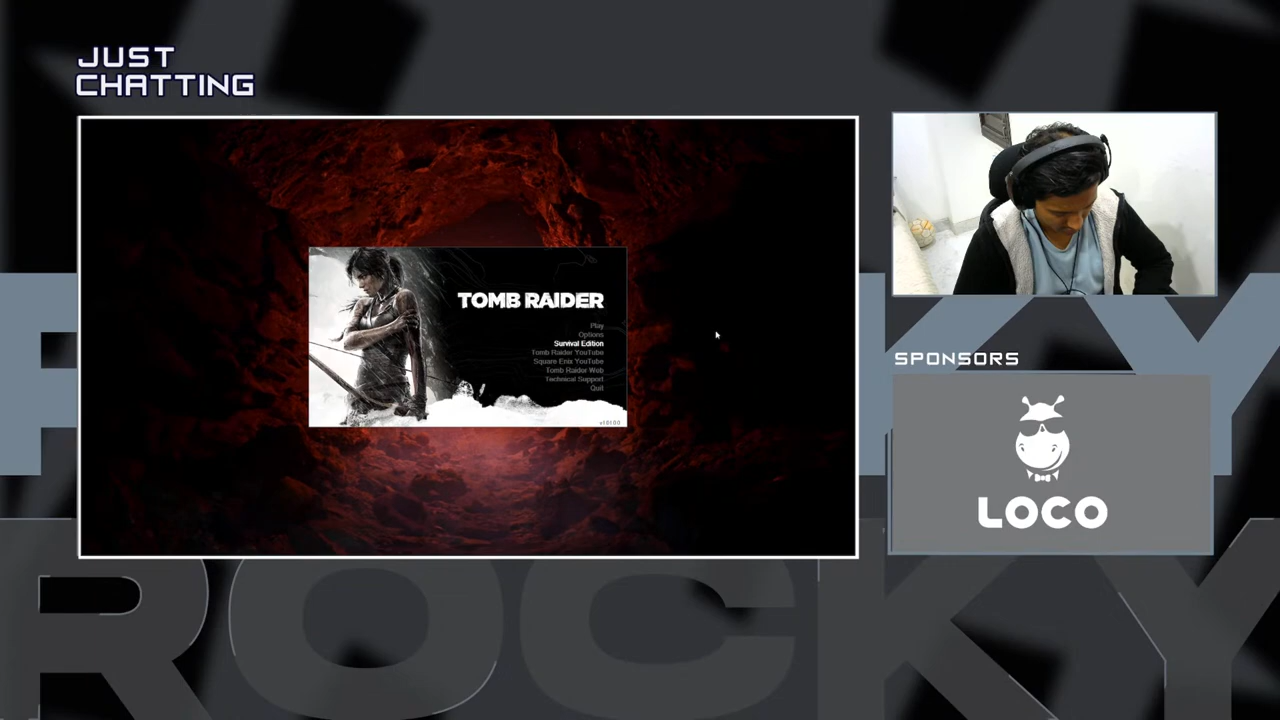 JUST
CHATTING
TOMB RAIDER
Play
Options
Survival Edition
Tomb Raider YouTube
Square Enix YouTube
Tomb Raider Web
Technical Support
Quit
SPONSORS
LOCO
ROCKY